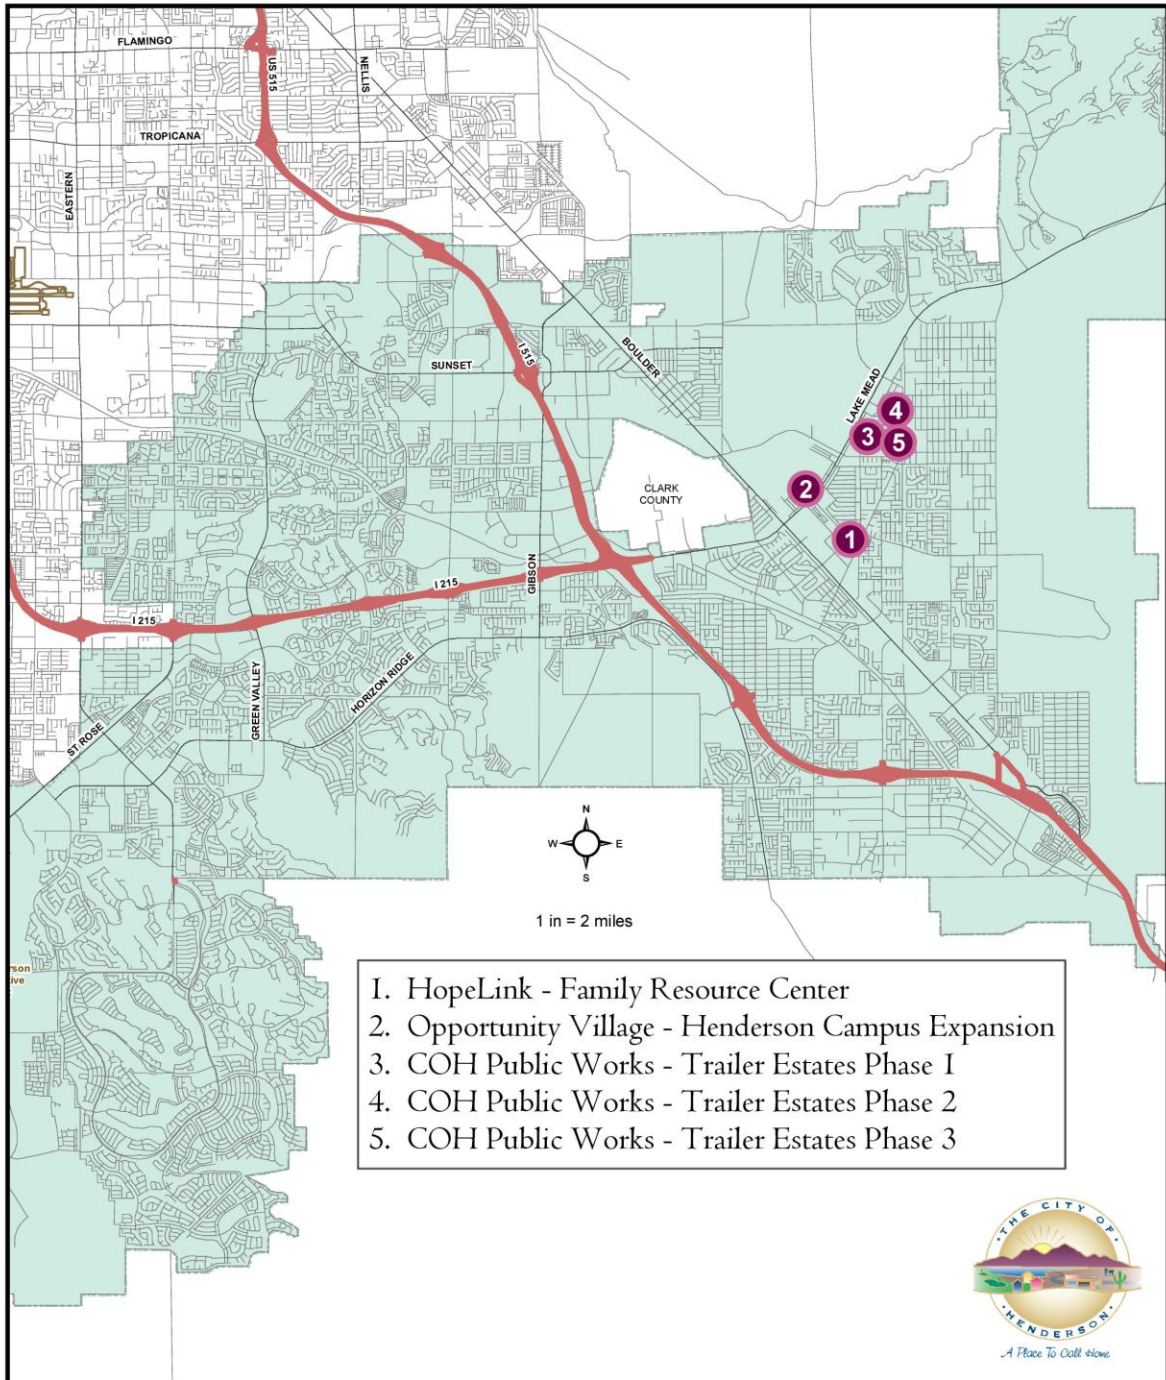 FLAMINGO
US 515
NELLIS
TROPICANA
EASTERN
SUNSET
I 515
BOULDER
LAKE MEAD
4
3
5
2
1
CLARK
COUNTY
GIBSON
I 215
I 215
GREEN VALLEY
HORIZON RIDGE
ST ROSE
N
W E
S
1 in = 2 miles
rson
ive
1. HopeLink - Family Resource Center
2. Opportunity Village - Henderson Campus Expansion
3. COH Public Works - Trailer Estates Phase 1
4. COH Public Works - Trailer Estates Phase 2
5. COH Public Works - Trailer Estates Phase 3
· THE CITY OF ·
· HENDERSON ·
A Place To Call Home